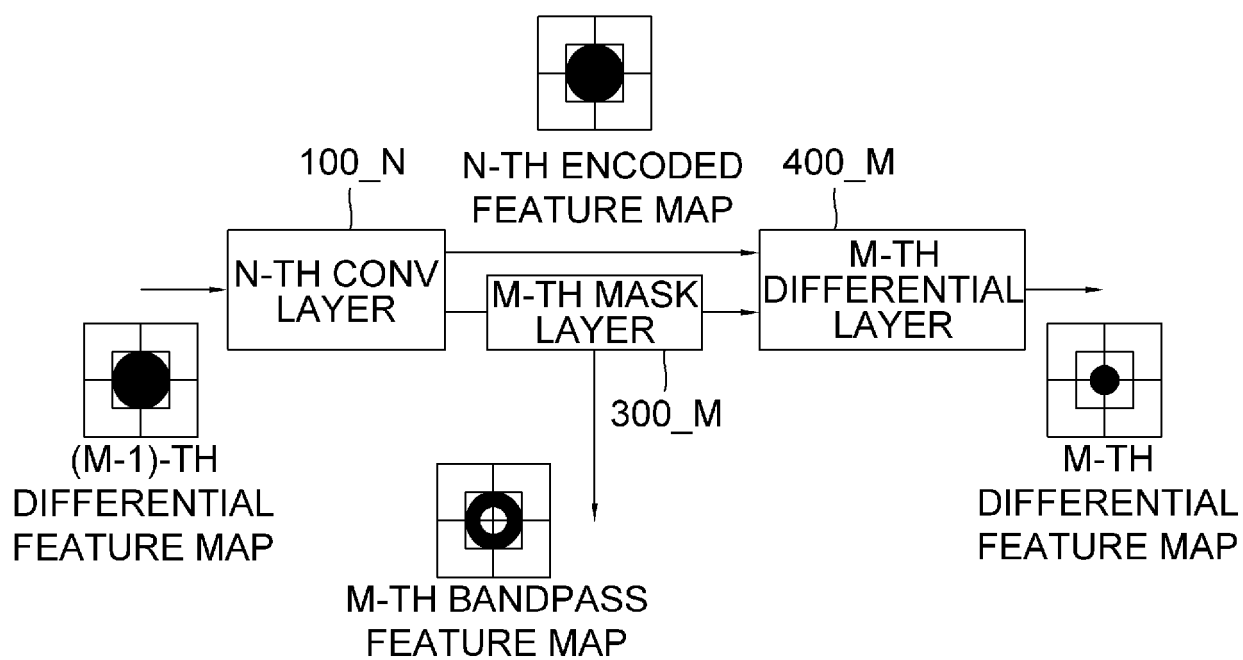 100_N
N-TH ENCODED
FEATURE MAP
400_M
N-TH CONV
LAYER
M-TH MASK
LAYER
M-TH
DIFFERENTIAL
LAYER
300_M
(M-1)-TH
DIFFERENTIAL
FEATURE MAP
M-TH BANDPASS
FEATURE MAP
M-TH
DIFFERENTIAL
FEATURE MAP